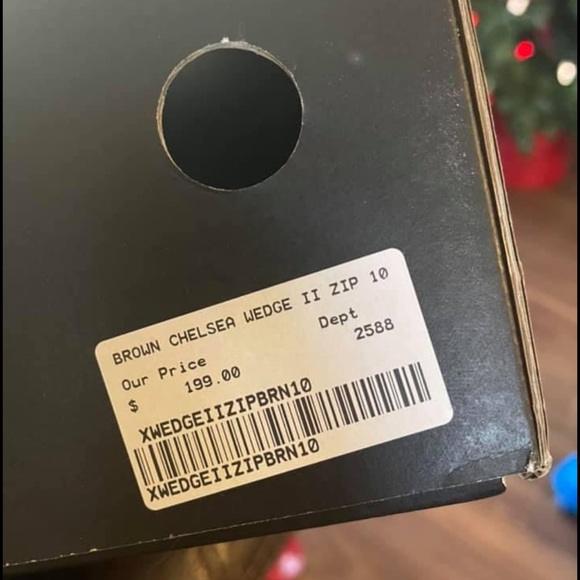 BROWN CHELSEA WEDGE II ZIP 10
Our Price Dept
$ 199.00 2588
XWEDGEIIZIPBRN10
XWEDGEIIZIPBRN10